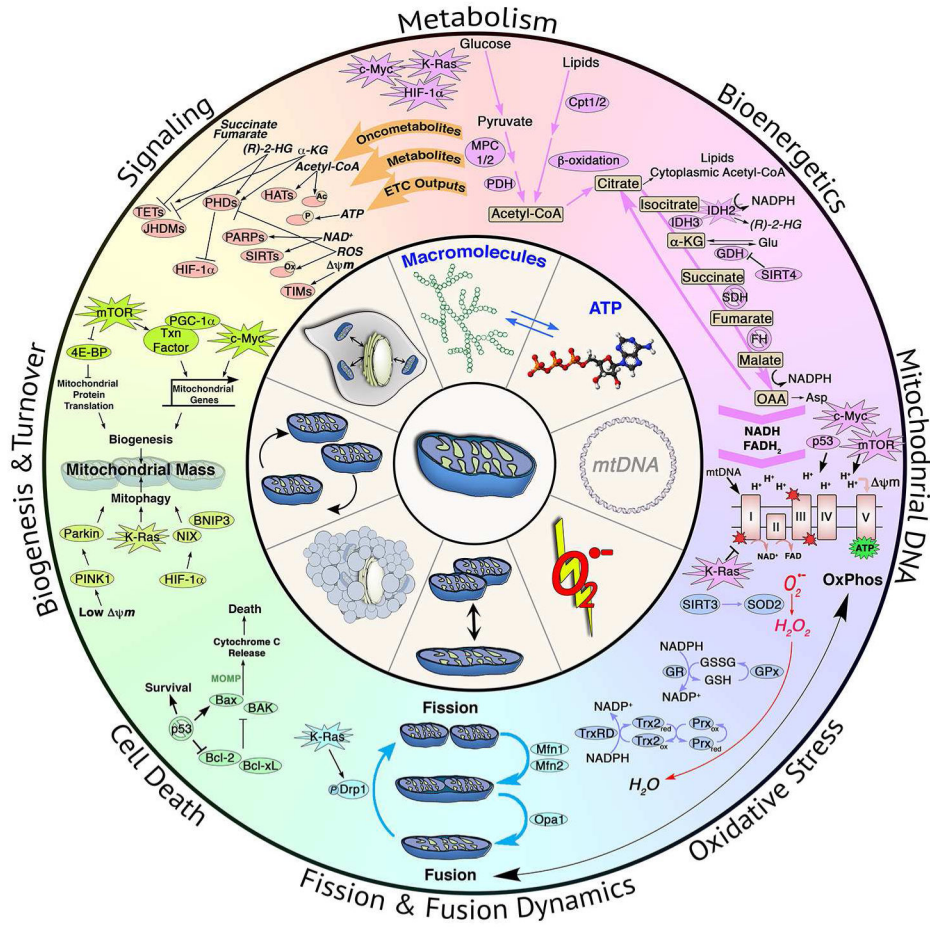 Metabolism
Bioenergetics
Mitochodnrial DNA
Oxidative Stress
Fission & Fusion Dynamics
Cell Death
Biogenesis & Turnover
Signaling
Glucose
Lipids
c-Myc
K-Ras
HIF-1α
Cpt1/2
Pyruvate
MPC
1/2
PDH
β-oxidation
Acetyl-CoA
Citrate
Lipids
Cytoplasmic Acetyl-CoA
Isocitrate
IDH3
IDH2
NADPH
(R)-2-HG
α-KG
Glu
GDH
SIRT4
Succinate
SDH
Fumarate
FH
Malate
NADPH
OAA
Asp
NADH
FADH2
c-Myc
p53
mTOR
mtDNA
H+
H+
H+
H+
H+
H+
H+
H+
Δψm
I
II
III
IV
V
NAD+
FAD
ATP
K-Ras
OxPhos
O2•−
SIRT3
SOD2
H2O2
NADPH
GR
GSSG
GSH
GPx
NADP+
NADP+
TrxRD
Trx2red
Prxox
Trx2ox
Prxred
NADPH
H2O
Oncometabolites
Metabolites
ETC Outputs
Succinate
Fumarate
(R)-2-HG
α-KG
Acetyl-CoA
TETs
JHDMs
PHDs
HATs
Ac
P
ATP
PARPs
NAD+
SIRTs
ROS
Ox
Δψm
HIF-1α
TIMs
mTOR
PGC-1α
Txn
Factor
c-Myc
4E-BP
Mitochondrial
Protein
Translation
Mitochondrial
Genes
Biogenesis
Mitochondrial Mass
Mitophagy
Parkin
K-Ras
BNIP3
NIX
PINK1
HIF-1α
Low Δψm
Death
Cytochrome C
Release
MOMP
Survival
Bax
BAK
p53
Bcl-2
Bcl-xL
K-Ras
P
Drp1
Fission
Mfn1
Mfn2
Opa1
Fusion
Macromolecules
ATP
mtDNA
O2•−